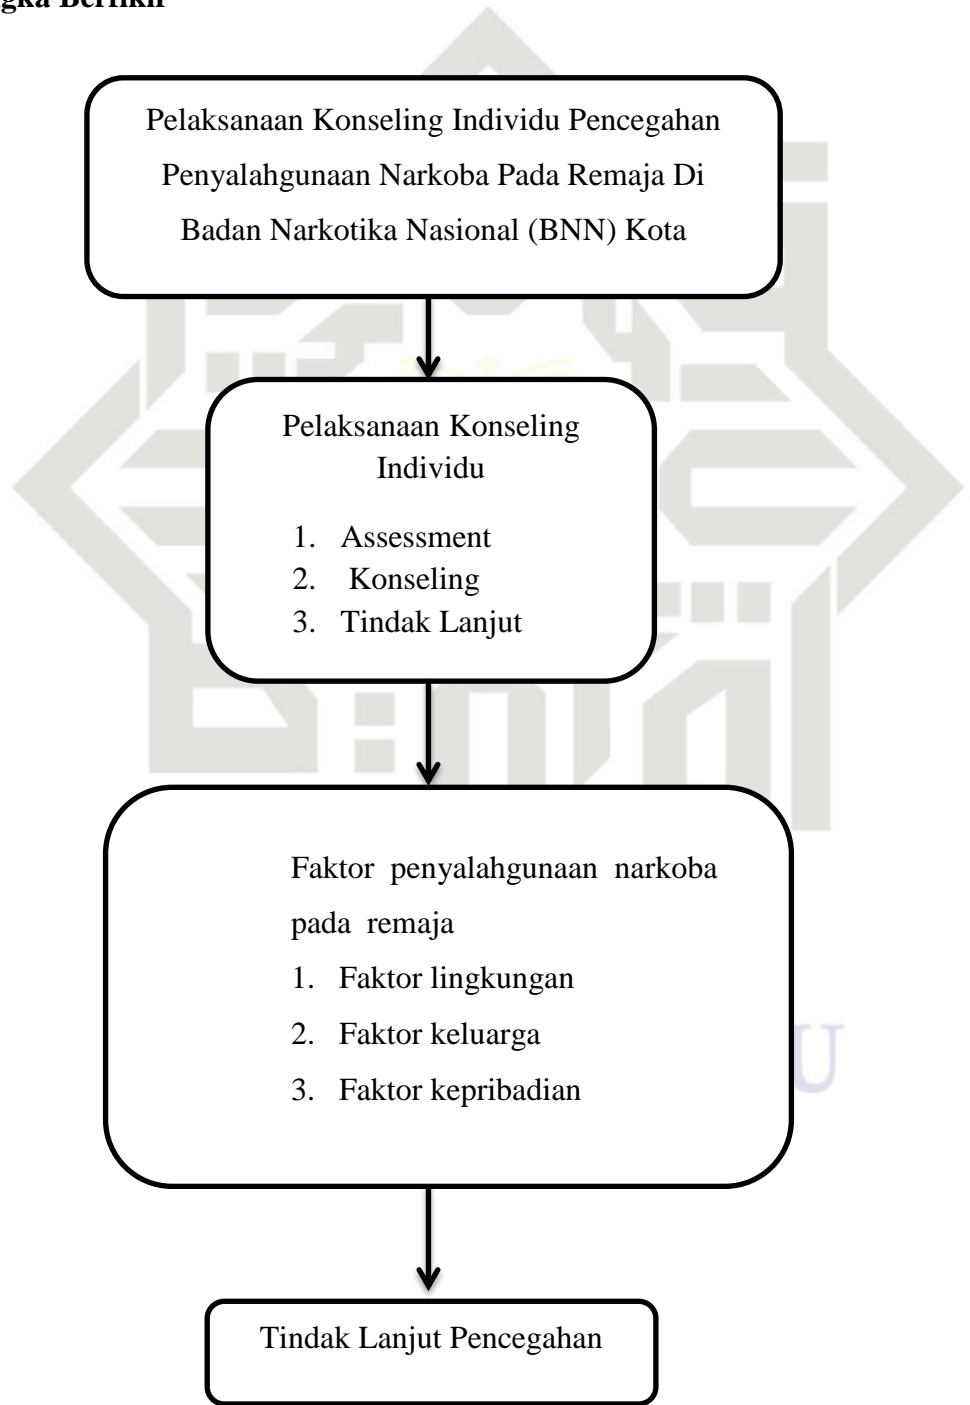 Berfikir
Pelaksanaan Konseling Individu Pencegahan
Penyalahgunaan Narkoba Pada Remaja Di
Badan Narkotika Nasional (BNN) Kota
Pelaksanaan Konseling
Individu
1. Assessment
2. Konseling
3. Tindak Lanjut
Faktor penyalahgunaan narkoba
pada remaja
1. Faktor lingkungan
2. Faktor keluarga
3. Faktor kepribadian
U
Tindak Lanjut Pencegahan